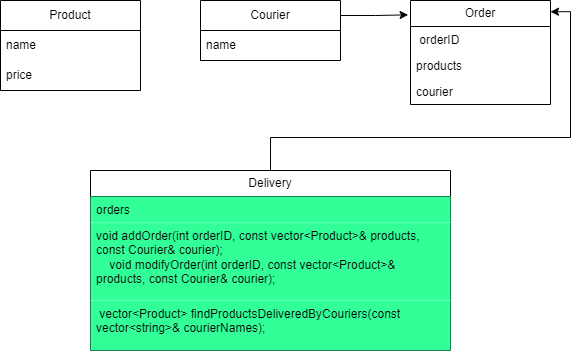 Product
name
price
Courier
name
Order
orderID
products
courier
Delivery
orders
void addOrder(int orderID, const vector<Product>& products,
const Courier& courier);
void modifyOrder(int orderID, const vector<Product>&
products, const Courier& courier);
vector<Product> findProductsDeliveredByCouriers(const
vector<string>& courierNames);